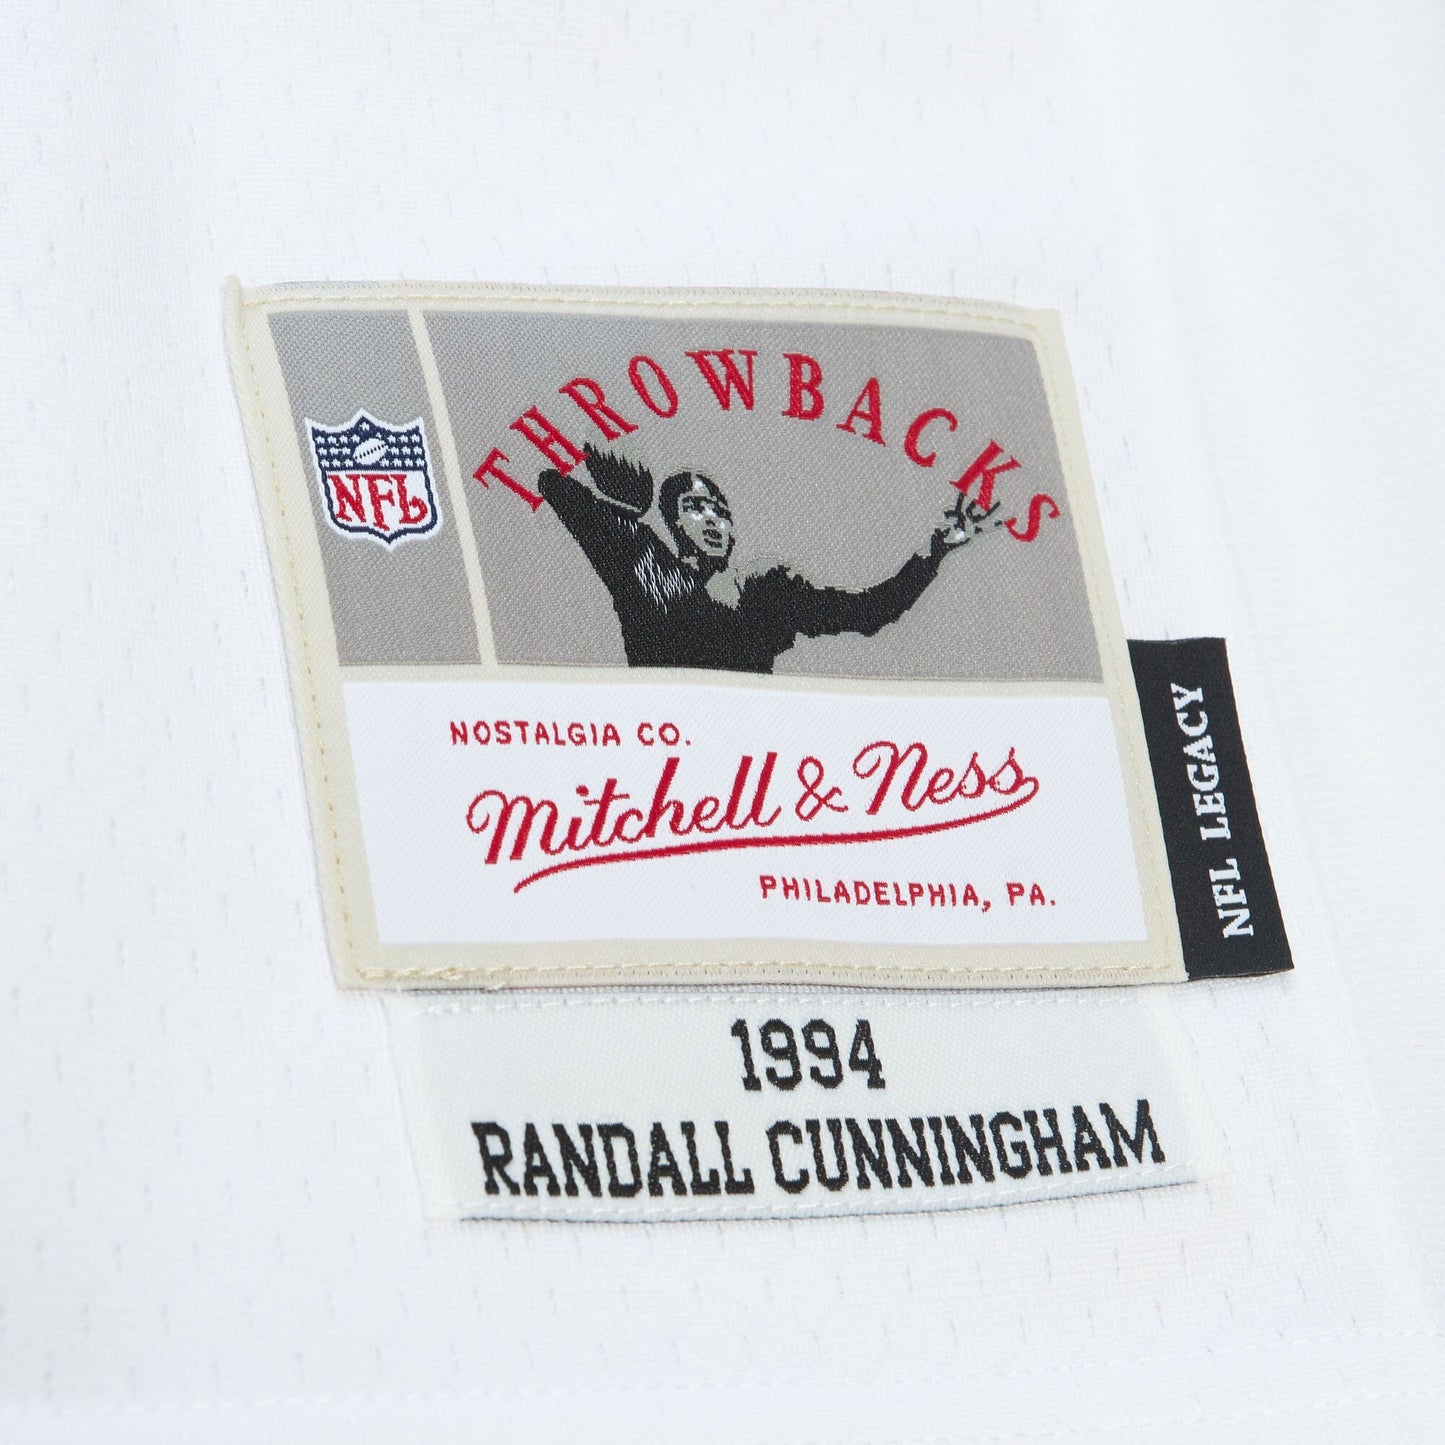 THROWBACKS
NFL
NOSTALGIA CO.
Mitchell & Ness
PHILADELPHIA, PA.
NFL LEGACY
1994
RANDALL CUNNINGHAM